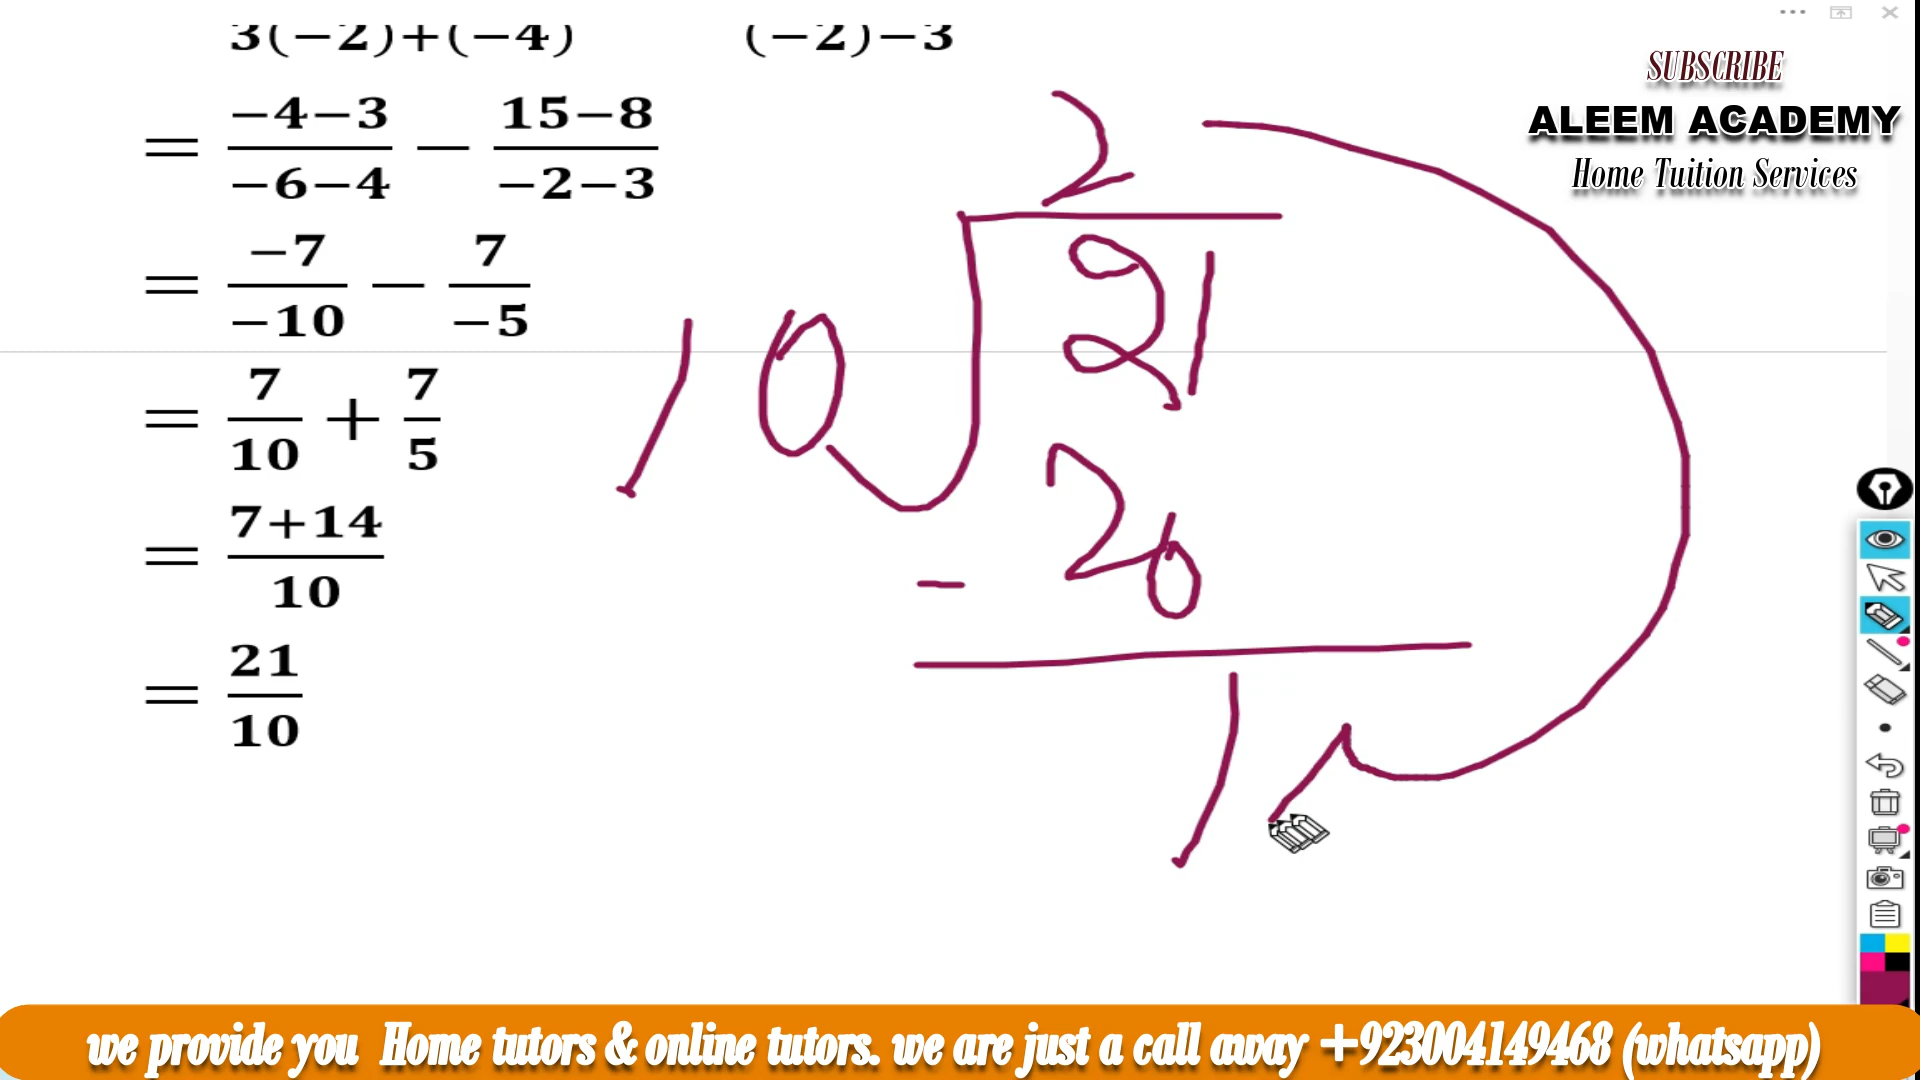 3(−2)+(−4) (−2)−3
= −4−3/−6−4 − 15−8/−2−3
= −7/−10 − 7/−5
= 7/10 + 7/5
= 7+14/10
= 21/10
2
10 21
− 20
1
SUBSCRIBE
ALEEM ACADEMY
Home Tuition Services
we provide you Home tutors & online tutors. we are just a call away +923004149468 (whatsapp)